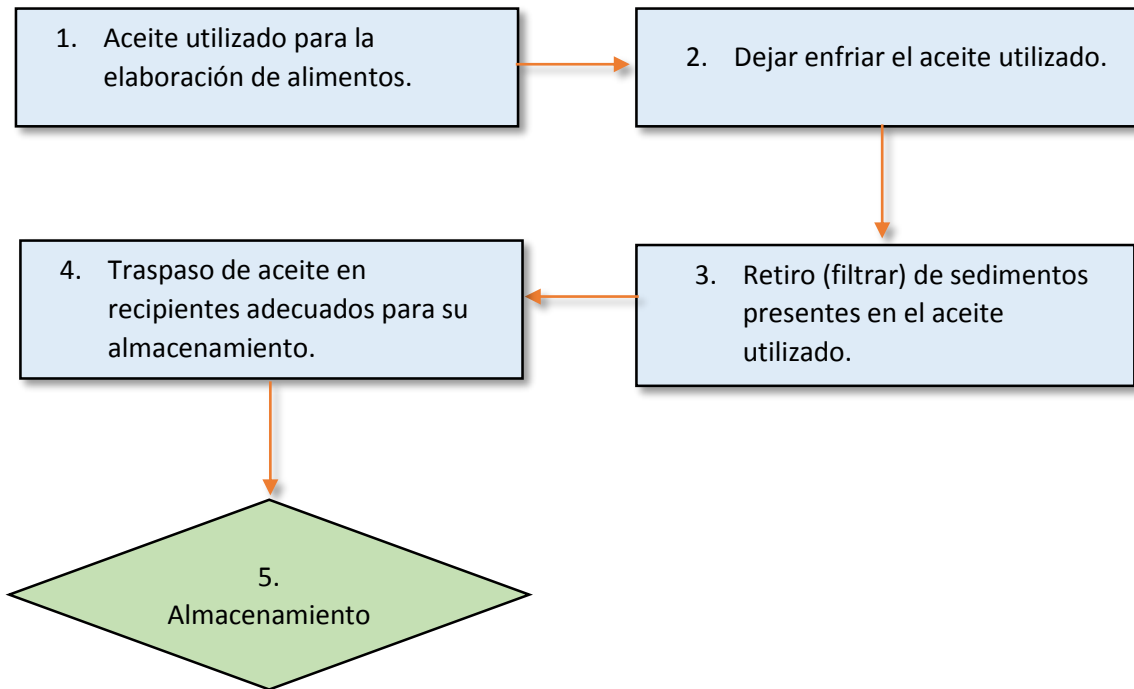 1. Aceite utilizado para la
elaboración de alimentos.
2. Dejar enfriar el aceite utilizado.
3. Retiro (filtrar) de sedimentos
presentes en el aceite
utilizado.
4. Traspaso de aceite en
recipientes adecuados para su
almacenamiento.
5.
Almacenamiento